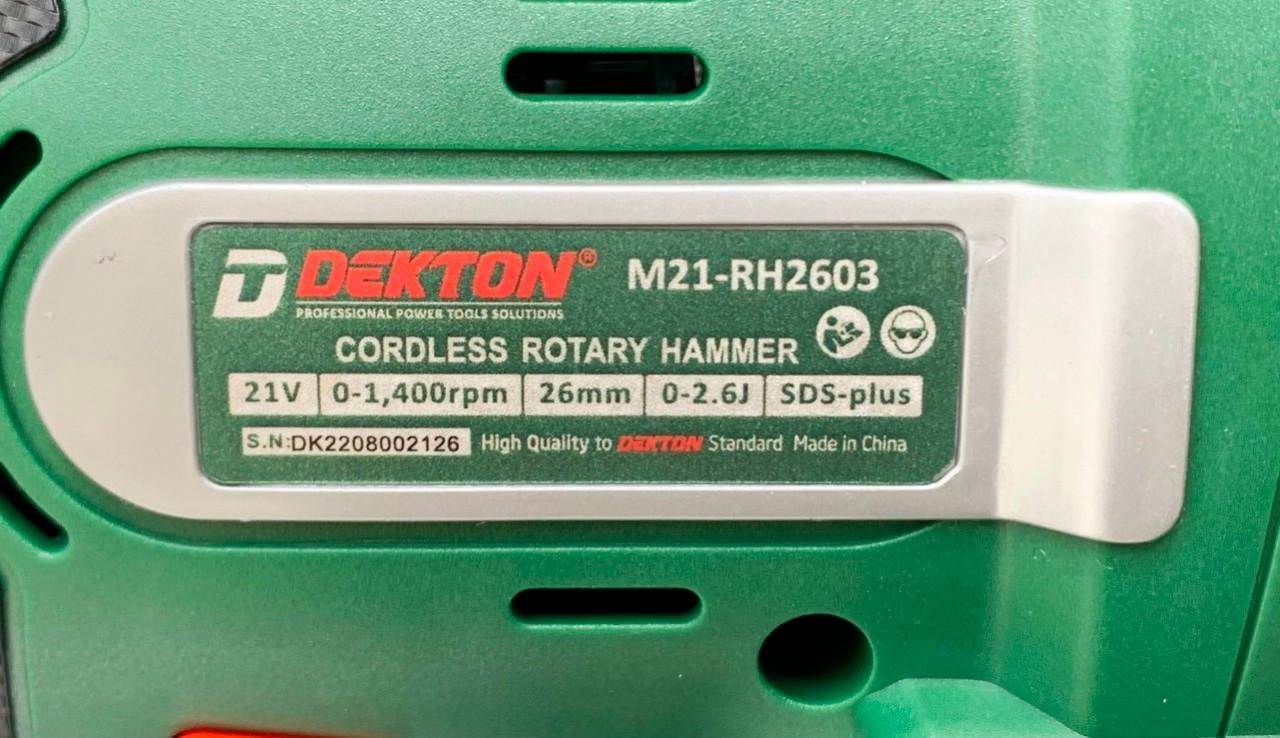 DEKTON® M21-RH2603
PROFESSIONAL POWER TOOLS SOLUTIONS
CORDLESS ROTARY HAMMER
21V 0-1,400rpm 26mm 0-2.6J SDS-plus
S.N:DK2208002126 High Quality to DEKTON Standard Made in China